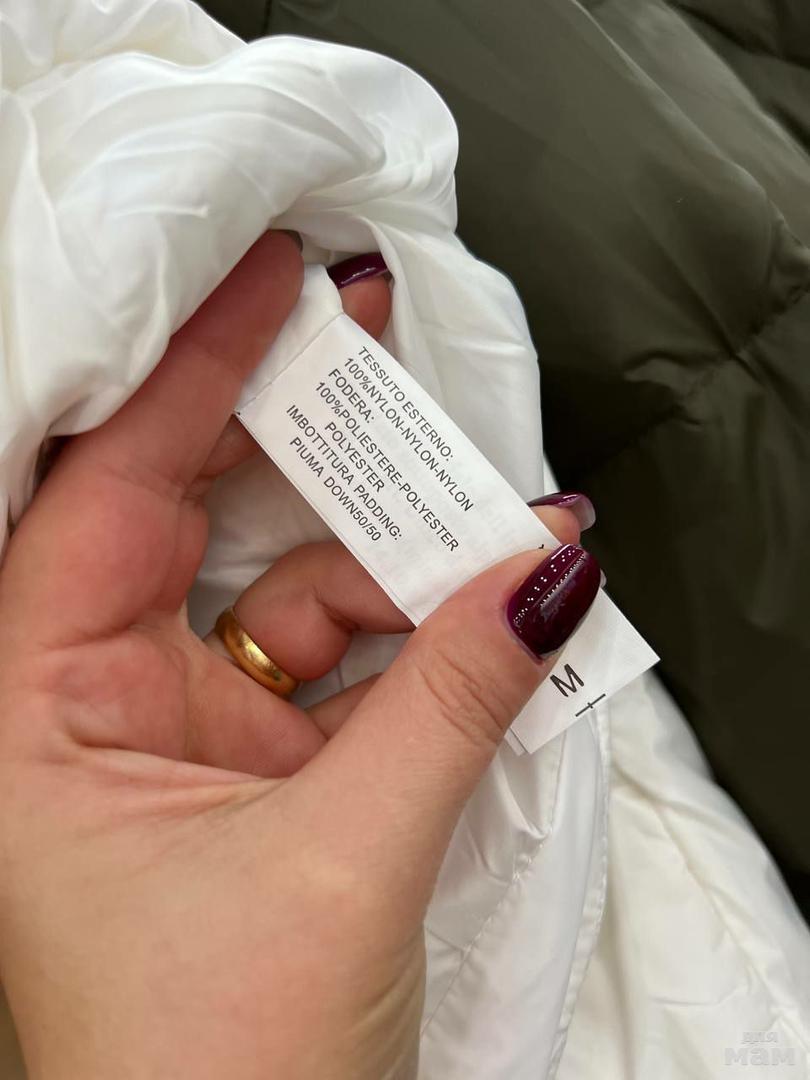 TESSUTO ESTERNO:
100%NYLON-NYLON-NYLON
FODERA:
100%POLIESTERE-POLYESTER
POLYESTER
IMBOTTITURA PADDING:
PIUMA DOWN50/50
M
для
мам